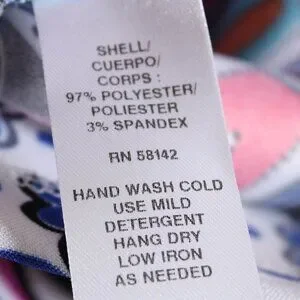 SHELL/
CUERPO/
CORPS :
97% POLYESTER/
POLIESTER
3% SPANDEX
RN 58142
HAND WASH COLD
USE MILD
DETERGENT
HANG DRY
LOW IRON
AS NEEDED